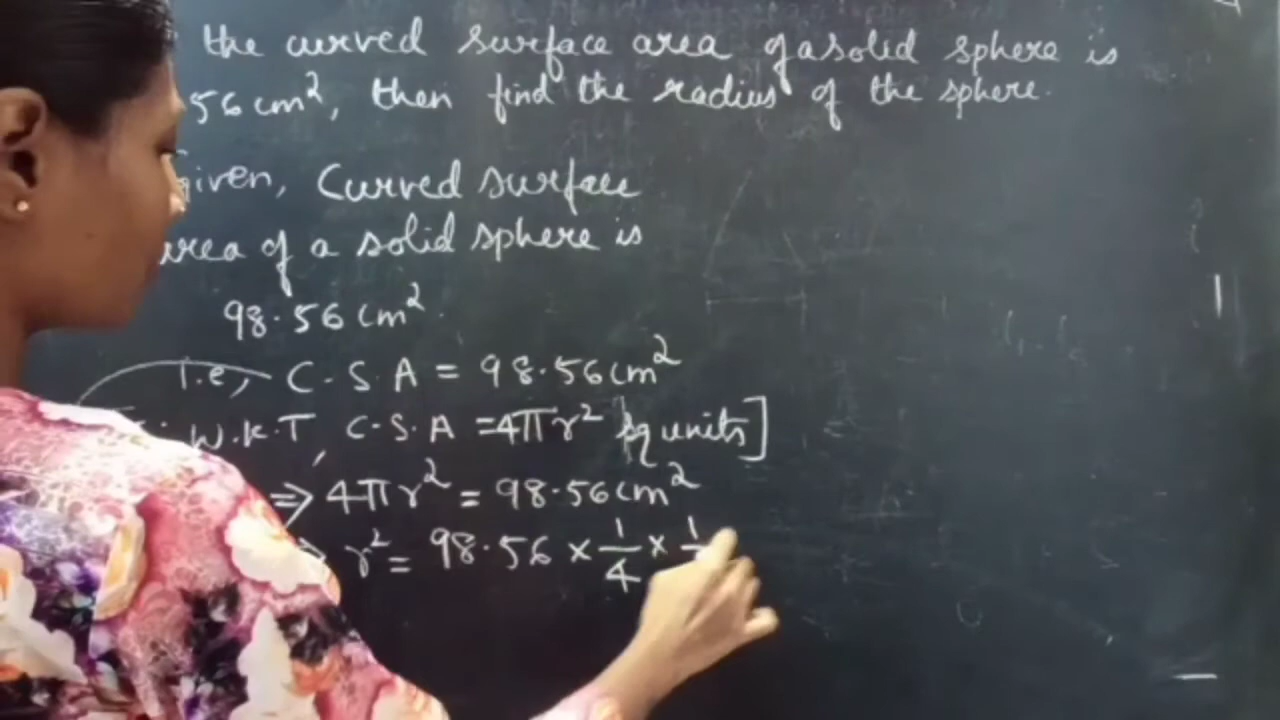 the curved surface area of a solid sphere is
56 cm², then find the radius of the sphere.
Given, Curved surface
area of a solid sphere is
98.56 cm².
i.e, C.S.A = 98.56 cm²
W.K.T, C.S.A = 4πr² [sq units]
⇒ 4πr² = 98.56 cm²
⇒ r² = 98.56 × 1/4 × 1/